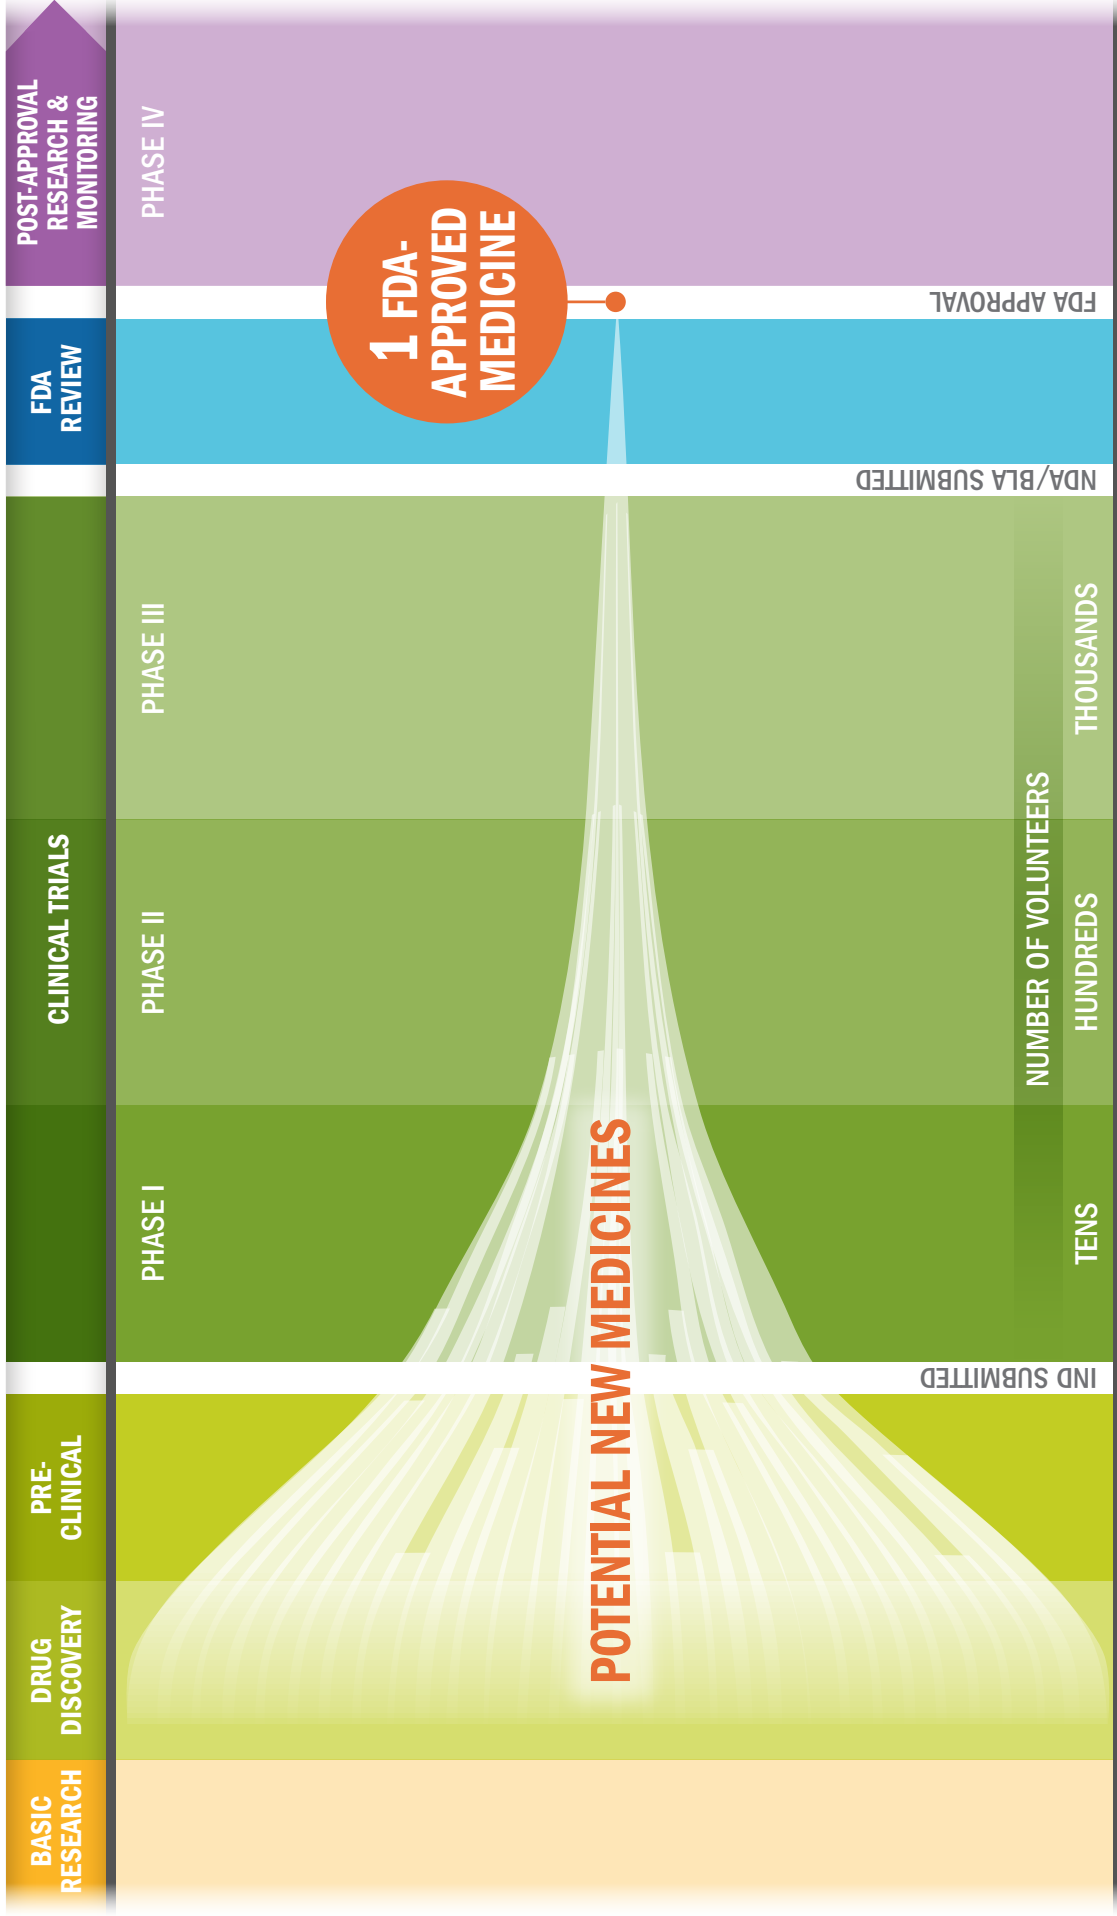 BASIC
RESEARCH
DRUG
DISCOVERY
PRE-
CLINICAL
CLINICAL TRIALS
FDA
REVIEW
POST-APPROVAL
RESEARCH &
MONITORING
PHASE I
PHASE II
PHASE III
PHASE IV
1 FDA-
APPROVED
MEDICINE
POTENTIAL NEW MEDICINES
NUMBER OF VOLUNTEERS
TENS
HUNDREDS
THOUSANDS
IND SUBMITTED
NDA/BLA SUBMITTED
FDA APPROVAL